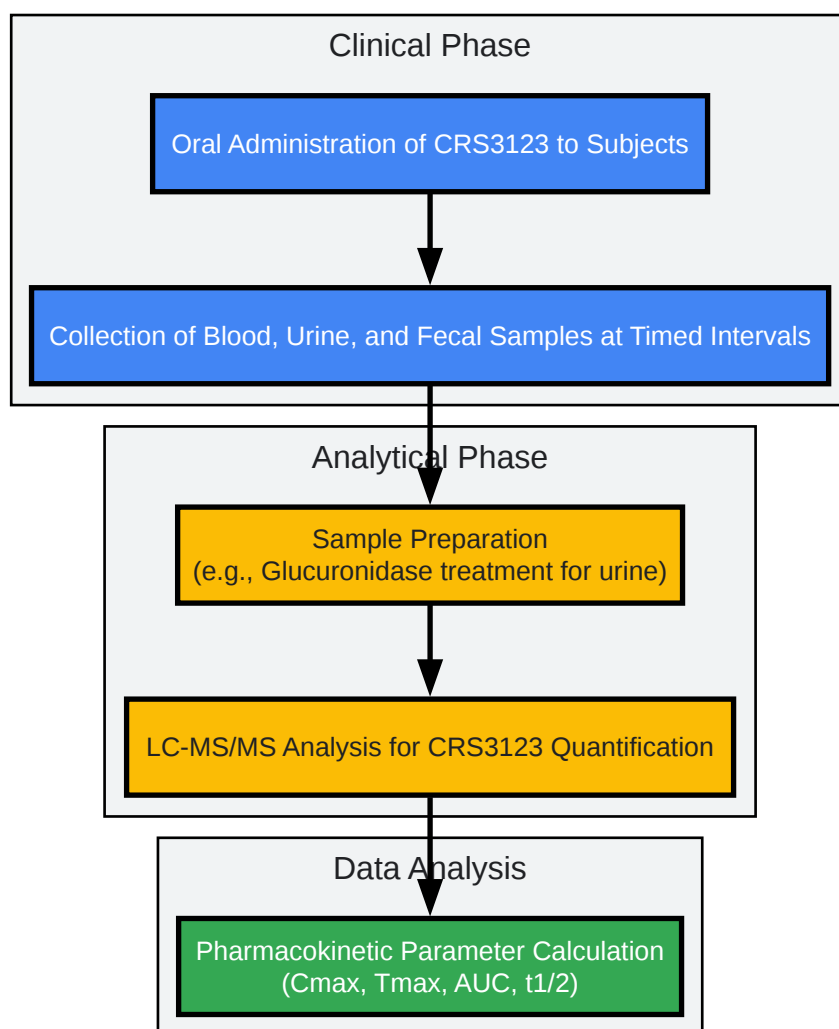 Clinical Phase
Oral Administration of CRS3123 to Subjects
Collection of Blood, Urine, and Fecal Samples at Timed Intervals
Analytical Phase
Sample Preparation
(e.g., Glucuronidase treatment for urine)
LC-MS/MS Analysis for CRS3123 Quantification
Data Analysis
Pharmacokinetic Parameter Calculation
(Cmax, Tmax, AUC, t1/2)